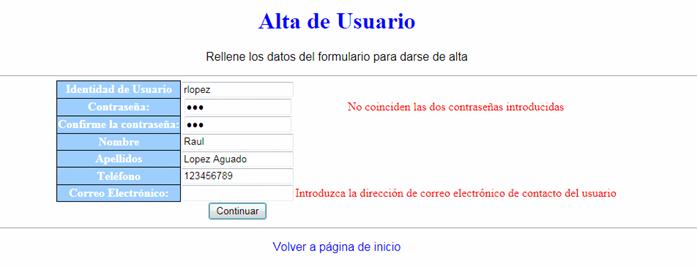 Alta de Usuario
Rellene los datos del formulario para darse de alta
Identidad de Usuario rlopez
Contraseña: ●●● No coinciden las dos contraseñas introducidas
Confirme la contraseña: ●●●
Nombre Raul
Apellidos Lopez Aguado
Teléfono 123456789
Correo Electrónico: Introduzca la dirección de correo electrónico de contacto del usuario
Continuar
Volver a página de inicio